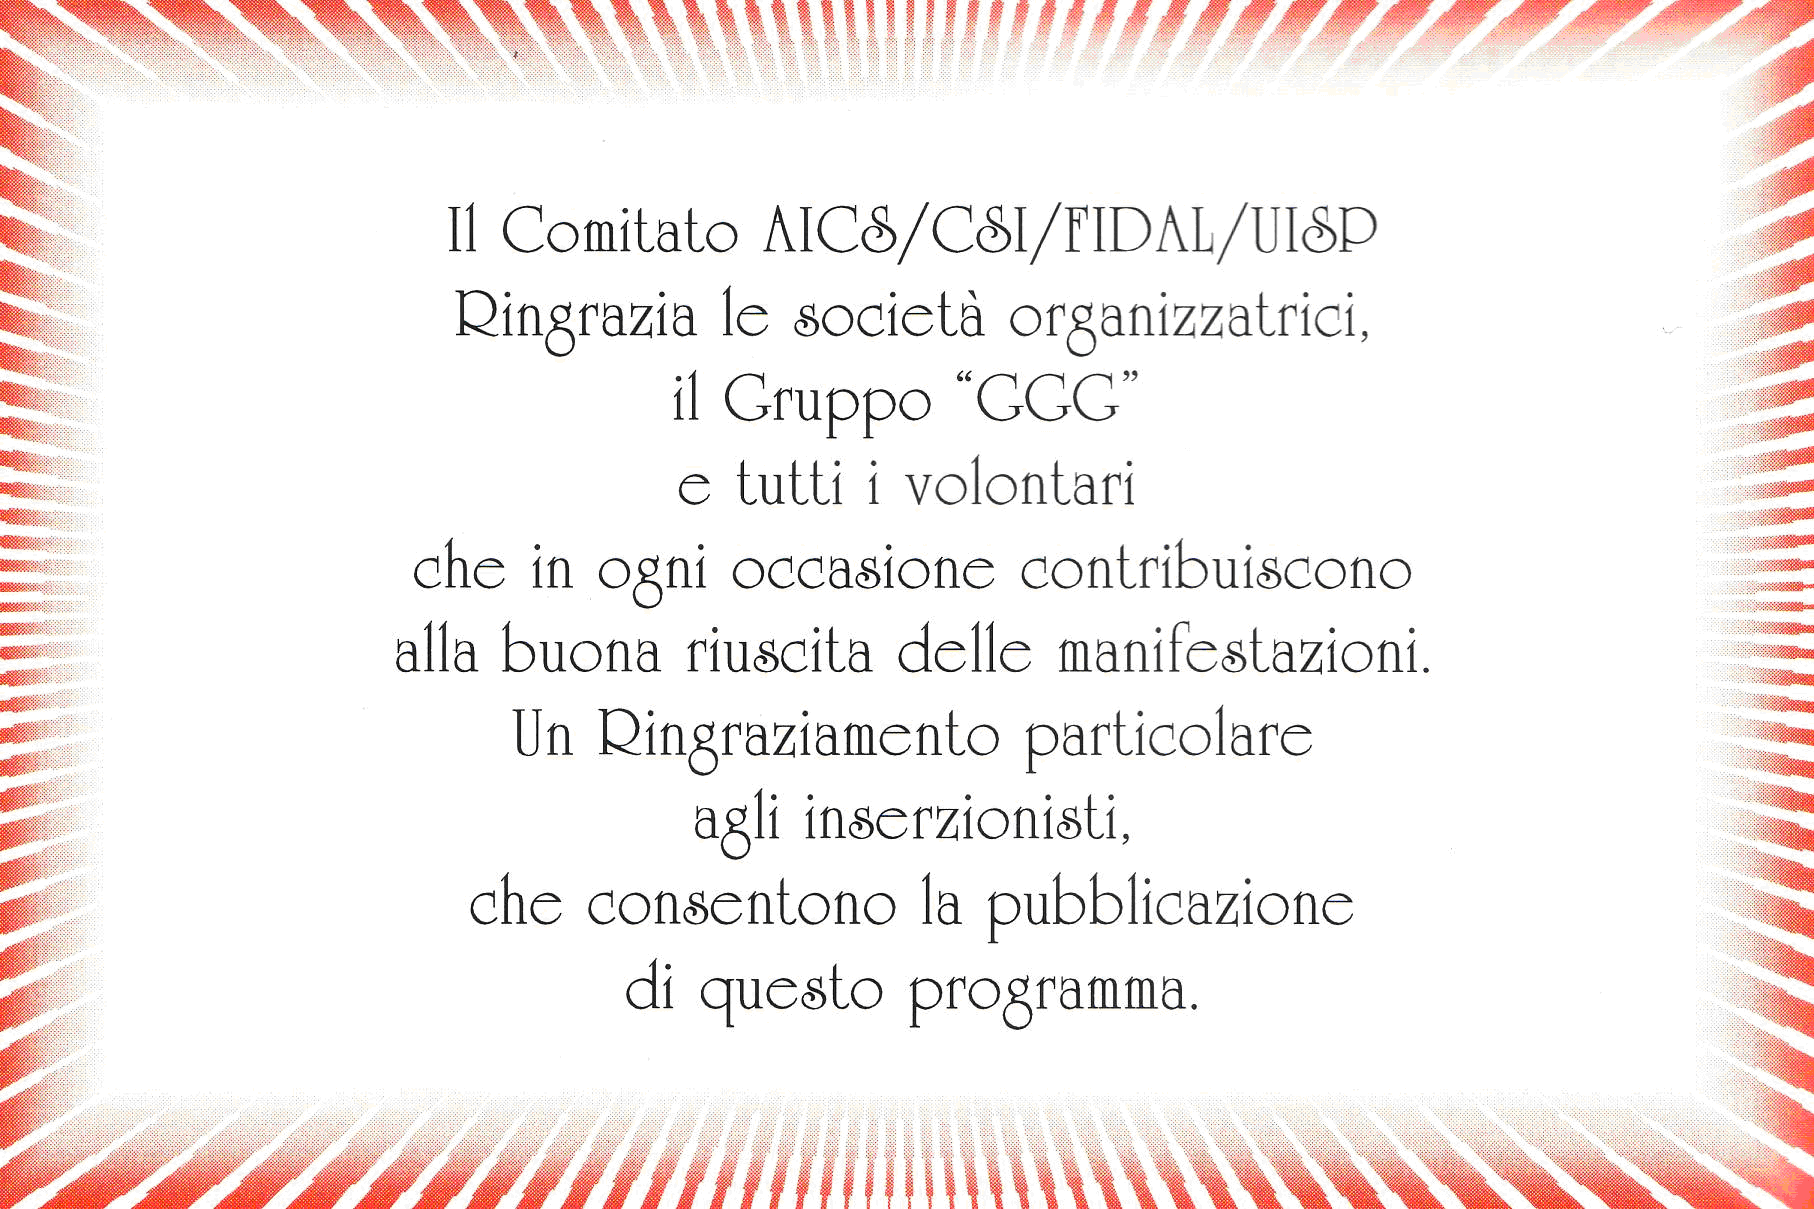 Il Comitato AICS/CSI/FIDAL/UISP
Ringrazia le società organizzatrici,
il Gruppo “GGG”
e tutti i volontari
che in ogni occasione contribuiscono
alla buona riuscita delle manifestazioni.
Un Ringraziamento particolare
agli inserzionisti,
che consentono la pubblicazione
di questo programma.